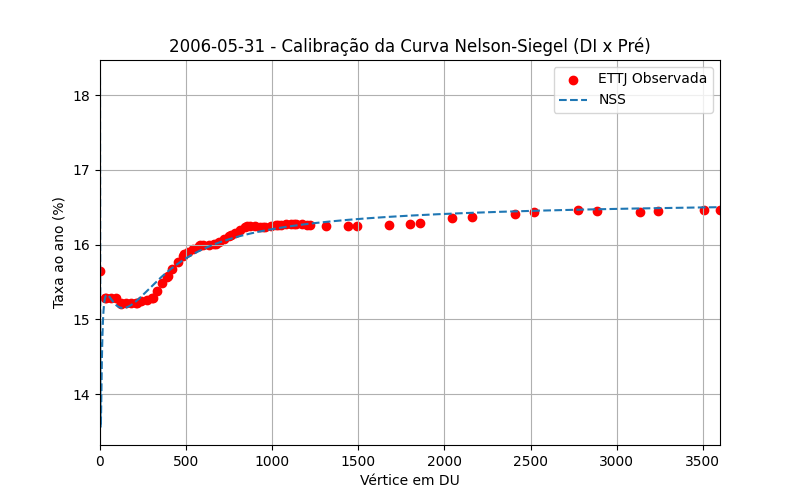 2006-05-31 - Calibração da Curva Nelson-Siegel (DI x Pré)
ETTJ Observada
NSS
Taxa ao ano (%)
18
17
16
15
14
0 500 1000 1500 2000 2500 3000 3500
Vértice em DU